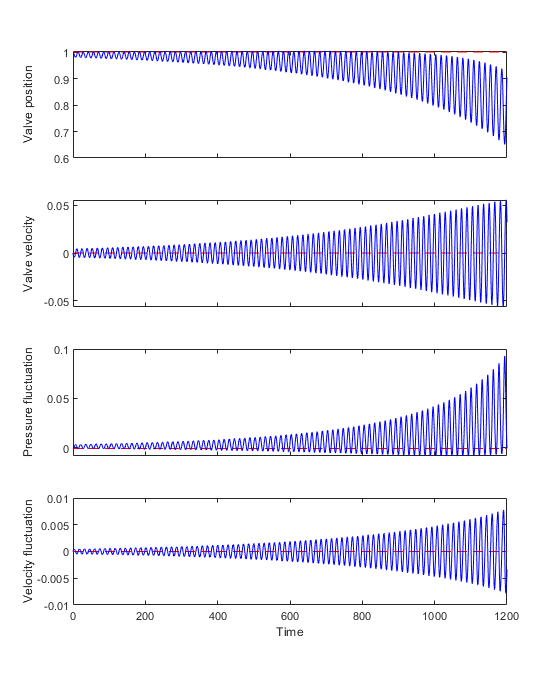 Valve position
1
0.9
0.8
0.7
0.6
Valve velocity
0.05
0
-0.05
Pressure fluctuation
0.1
0.05
0
Velocity fluctuation
0.01
0.005
0
-0.005
-0.01
0 200 400 600 800 1000 1200
Time